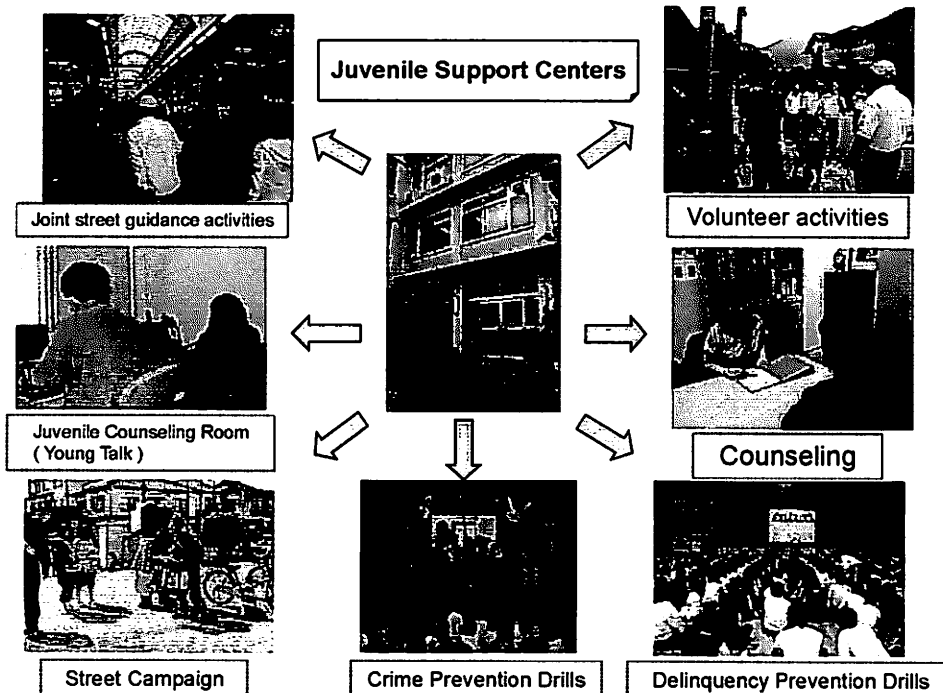 Juvenile Support Centers
Joint street guidance activities
Volunteer activities
Juvenile Counseling Room
( Young Talk )
Counseling
Street Campaign
Crime Prevention Drills
Delinquency Prevention Drills